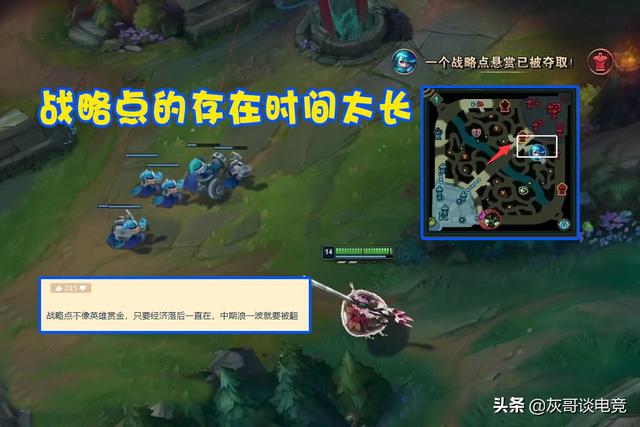 一个战略点悬赏已被夺取!
战略点的存在时间太长
14
215
战略点不像英雄赏金,只要经济落后一直在,中期浪一波就要被翻
头条 @灰哥谈电竞